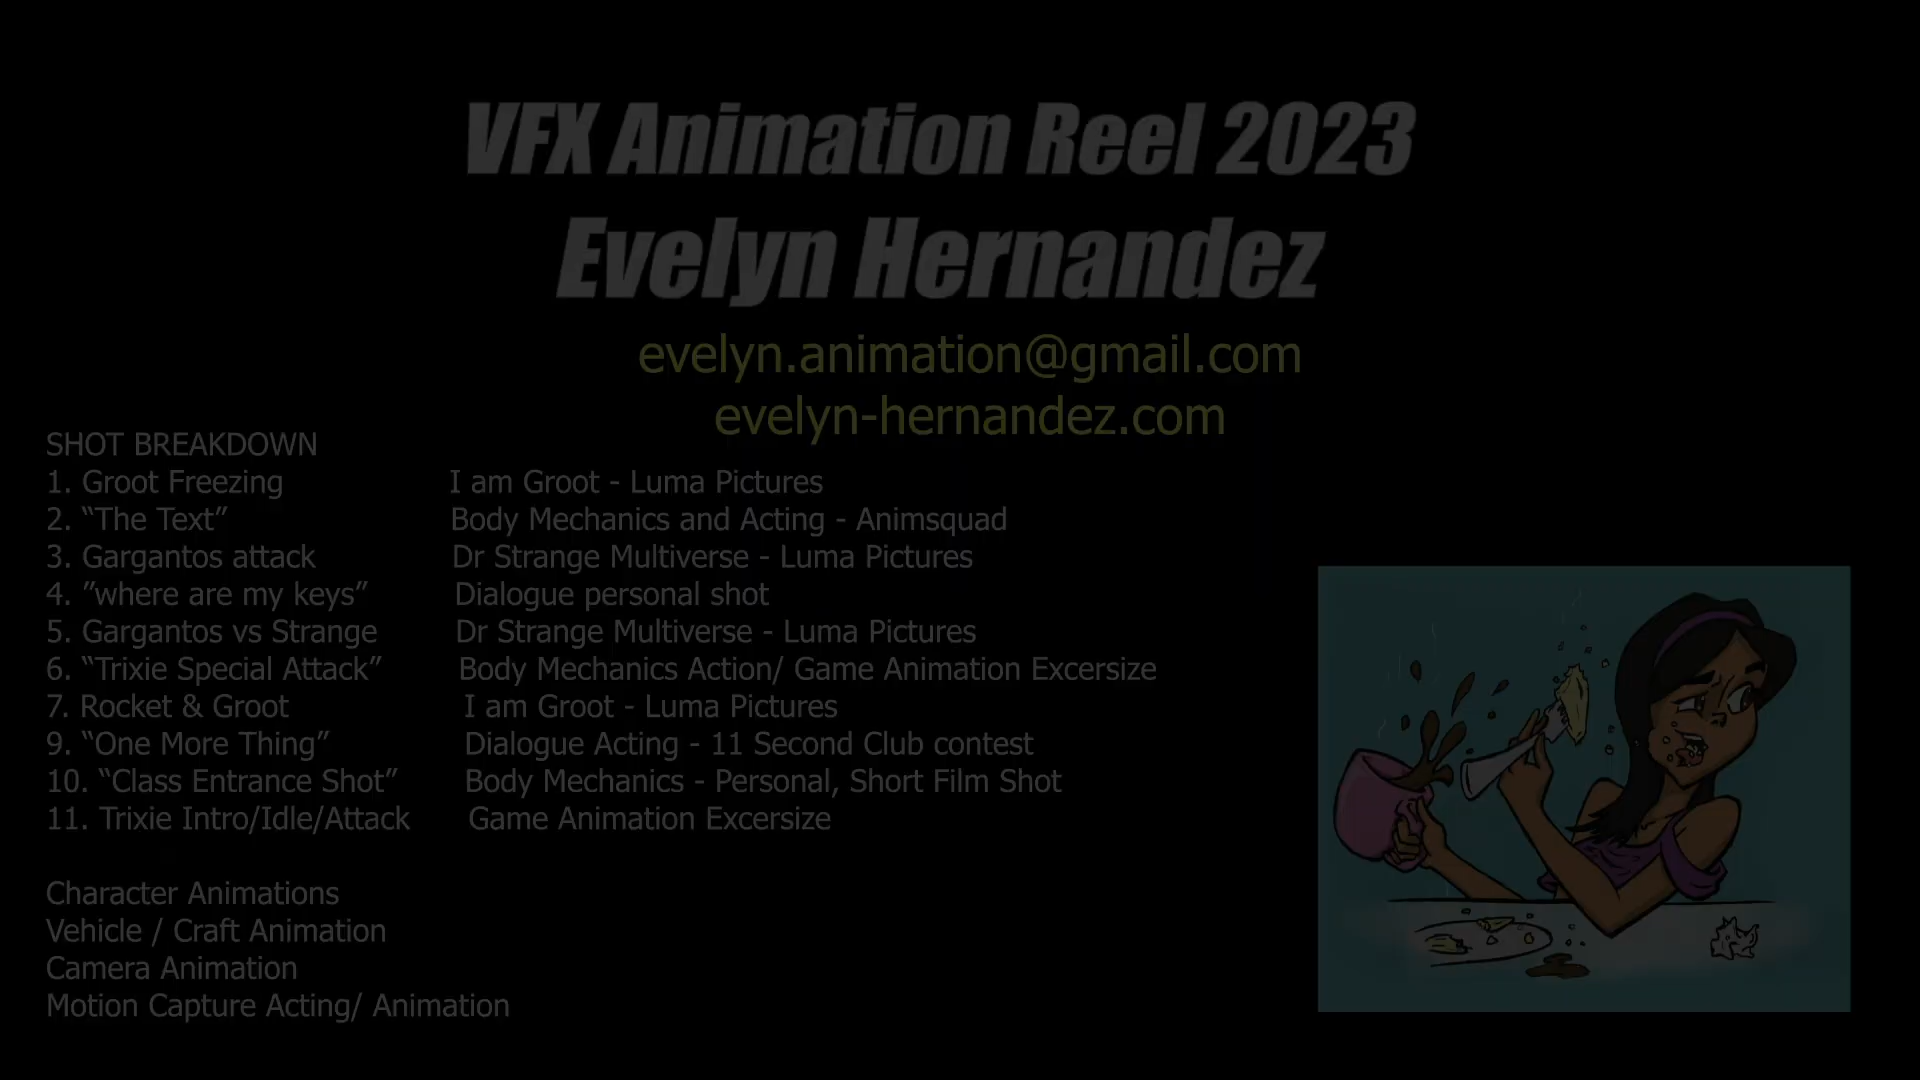 VFX Animation Reel 2023
Evelyn Hernandez
evelyn.animation@gmail.com
evelyn-hernandez.com
SHOT BREAKDOWN
1. Groot Freezing I am Groot - Luma Pictures
2. “The Text” Body Mechanics and Acting - Animsquad
3. Gargantos attack Dr Strange Multiverse - Luma Pictures
4. ”where are my keys” Dialogue personal shot
5. Gargantos vs Strange Dr Strange Multiverse - Luma Pictures
6. “Trixie Special Attack” Body Mechanics Action/ Game Animation Excersize
7. Rocket & Groot I am Groot - Luma Pictures
9. “One More Thing” Dialogue Acting - 11 Second Club contest
10. “Class Entrance Shot” Body Mechanics - Personal, Short Film Shot
11. Trixie Intro/Idle/Attack Game Animation Excersize
Character Animations
Vehicle / Craft Animation
Camera Animation
Motion Capture Acting/ Animation